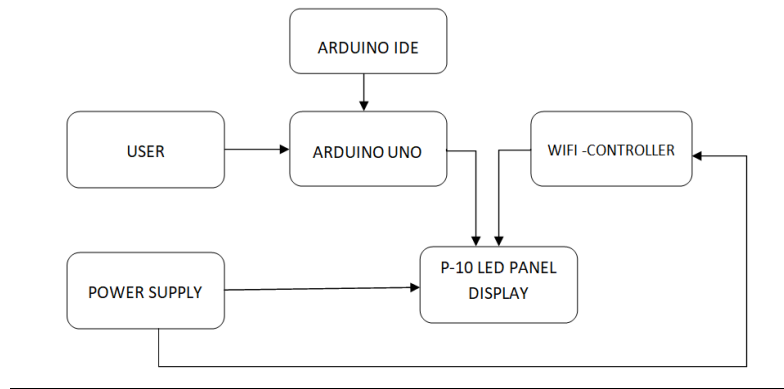 ARDUINO IDE
USER
ARDUINO UNO
WIFI -CONTROLLER
POWER SUPPLY
P-10 LED PANEL
DISPLAY